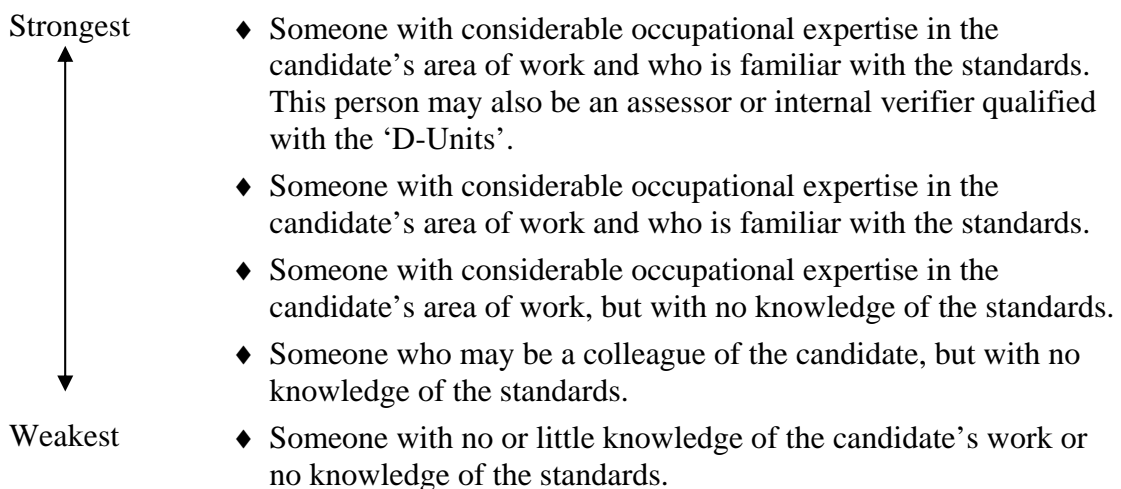 Strongest ♦ Someone with considerable occupational expertise in the
candidate’s area of work and who is familiar with the standards.
This person may also be an assessor or internal verifier qualified
with the ‘D-Units’.
♦ Someone with considerable occupational expertise in the
candidate’s area of work and who is familiar with the standards.
♦ Someone with considerable occupational expertise in the
candidate’s area of work, but with no knowledge of the standards.
♦ Someone who may be a colleague of the candidate, but with no
knowledge of the standards.
Weakest ♦ Someone with no or little knowledge of the candidate’s work or
no knowledge of the standards.